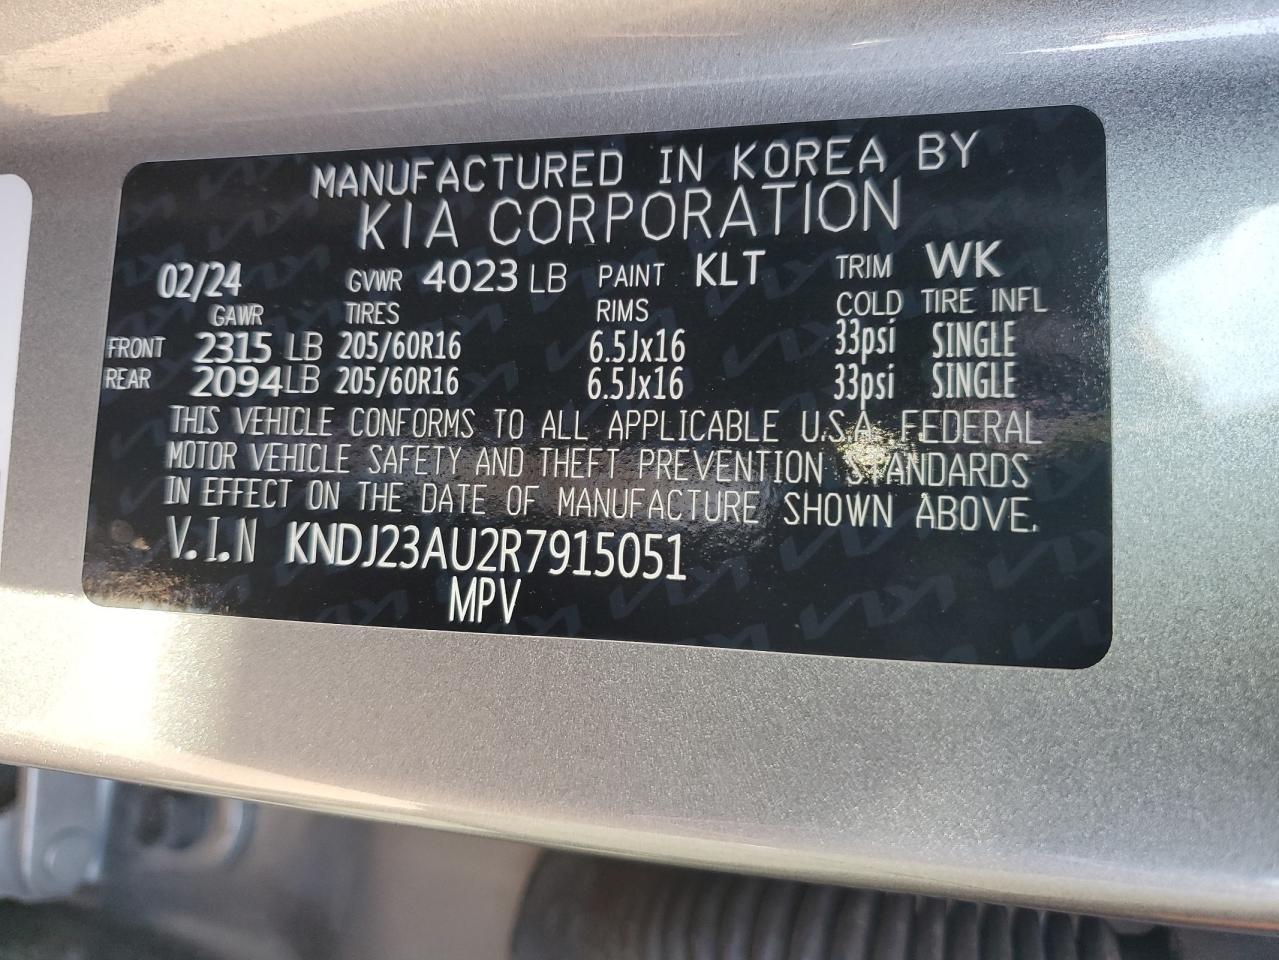 MANUFACTURED IN KOREA BY
KIA CORPORATION
02/24 GVWR 4023 LB PAINT KLT TRIM WK
GAWR TIRES RIMS COLD TIRE INFL
FRONT 2315 LB 205/60R16 6.5Jx16 33psi SINGLE
REAR 2094 LB 205/60R16 6.5Jx16 33psi SINGLE
THIS VEHICLE CONFORMS TO ALL APPLICABLE U.S.A. FEDERAL
MOTOR VEHICLE SAFETY AND THEFT PREVENTION STANDARDS
IN EFFECT ON THE DATE OF MANUFACTURE SHOWN ABOVE.
V.I.N KNDJ23AU2R7915051
MPV